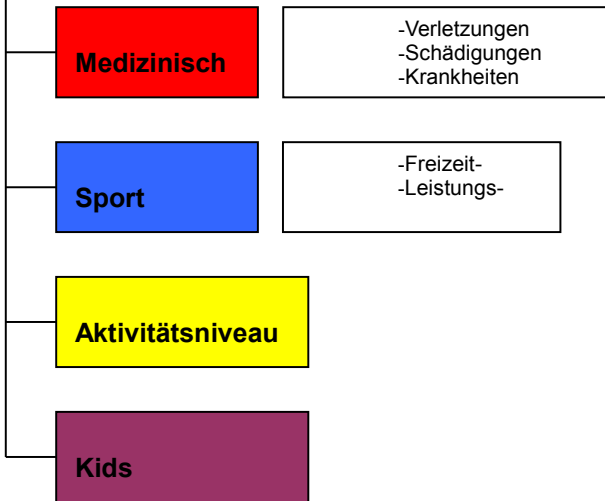 Medizinisch
-Verletzungen
-Schädigungen
-Krankheiten
Sport
-Freizeit-
-Leistungs-
Aktivitätsniveau
Kids